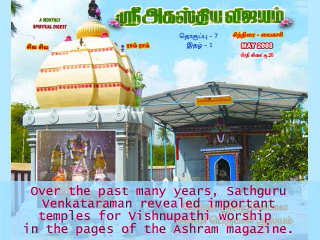 A MONTHLY
SPIRITUAL DIGEST
ஸ்ரீ அகஸ்திய விஜயம்
சிவ சிவ
ராம் ராம்
தொகுப்பு - 7
இதழ் - 1
சித்திரை - வைகாசி
MAY 2008
Over the past many years, Sathguru
Venkataraman revealed important
temples for Vishnupathi worship
in the pages of the Ashram magazine.